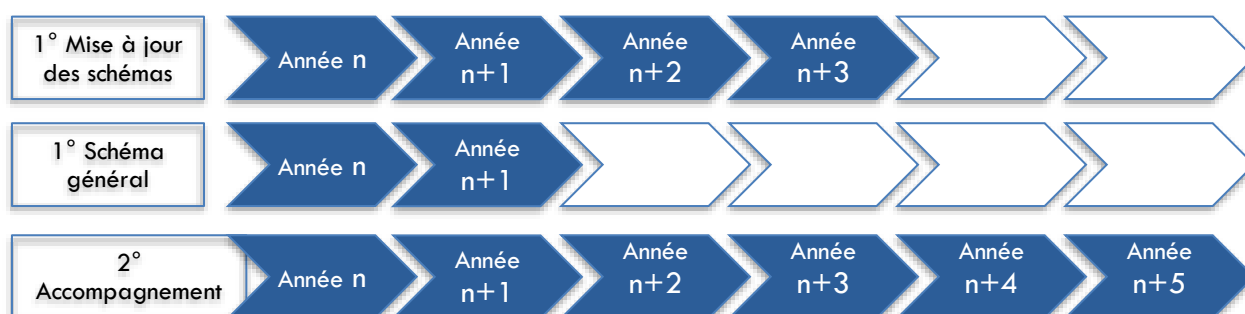 1° Mise à jour
des schémas
Année n
Année
n+1
Année
n+2
Année
n+3
1° Schéma
général
Année n
Année
n+1
2°
Accompagnement
Année n
Année
n+1
Année
n+2
Année
n+3
Année
n+4
Année
n+5